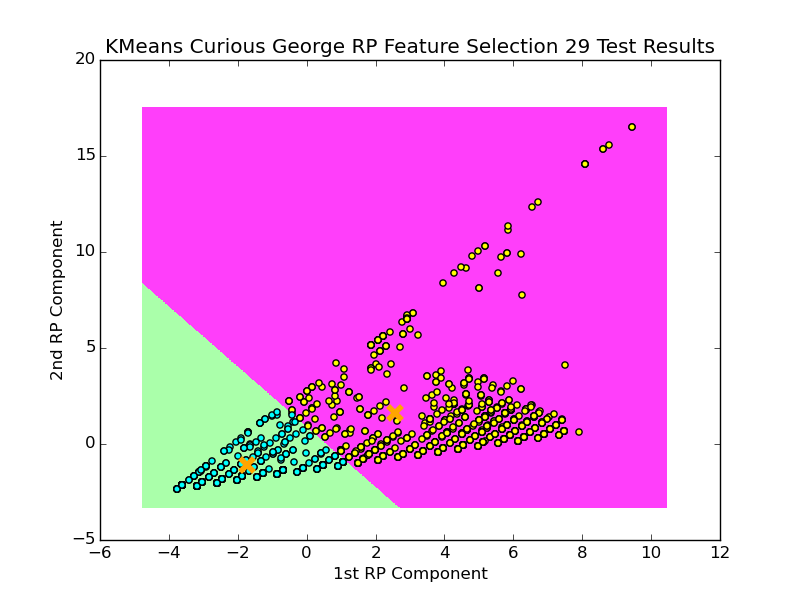 KMeans Curious George RP Feature Selection 29 Test Results
20
15
10
5
0
−5
2nd RP Component
−6 −4 −2 0 2 4 6 8 10 12
1st RP Component